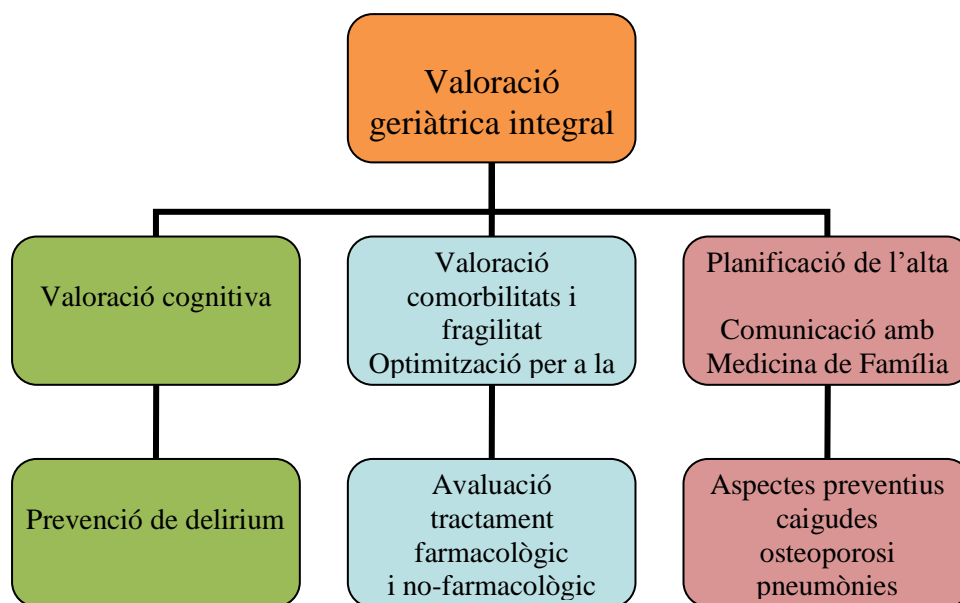 Valoració
geriàtrica integral
Valoració cognitiva
Valoració
comorbilitats i
fragilitat
Optimització per a la
Planificació de l’alta
Comunicació amb
Medicina de Família
Prevenció de delirium
Avaluació
tractament
farmacològic
i no-farmacològic
Aspectes preventius
caigudes
osteoporosi
pneumònies